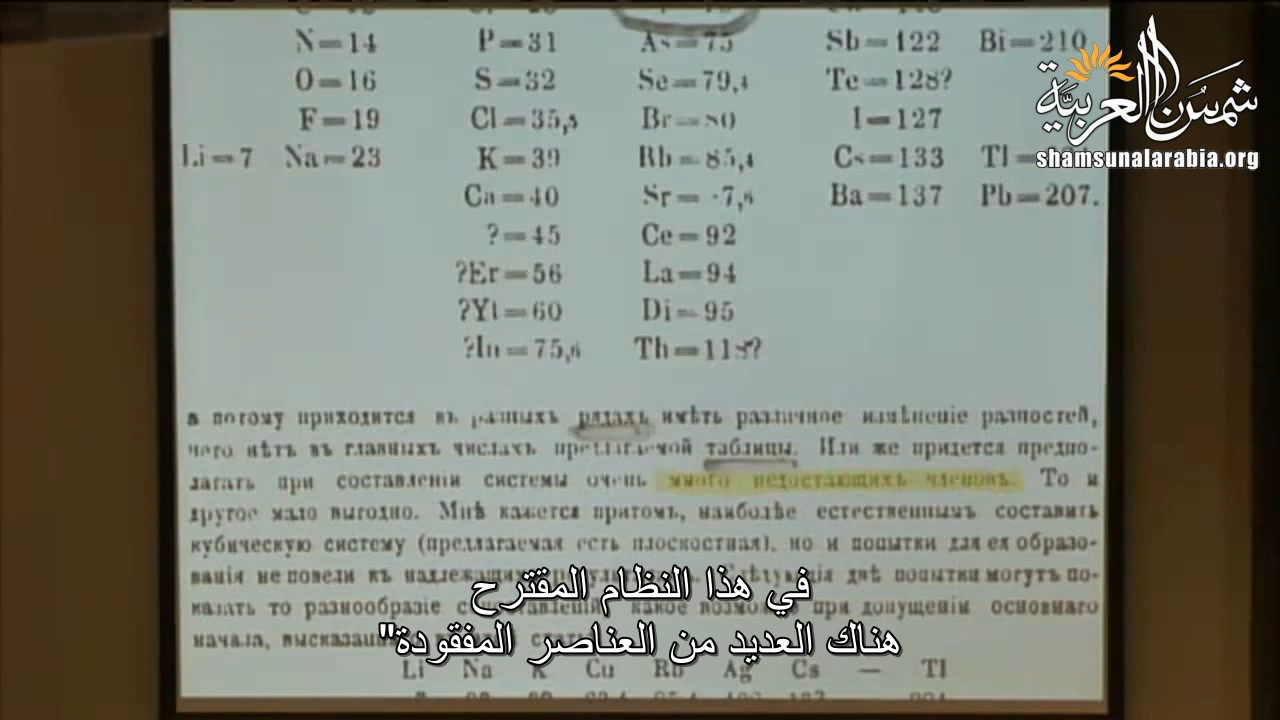 N=14 P=31 As=75 Sb=122 Bi=210
O=16 S=32 Se=79,4 Te=128?
F=19 Cl=35,5 Br=80 I=127
Li=7 Na=23 K=39 Rb=85,4 Cs=133 Tl=
Ca=40 Sr= 7,6 Ba=137 Pb=207.
?=45 Ce=92
?Er=56 La=94
?Yt=60 Di=95
?In=75,6 Th=118?
شمسُ العربيّة
shamsunalarabia.org
а потому приходится въ разныхъ рядахъ имѣть различное измѣненіе разностей,
чего нѣтъ въ главныхъ числахъ предлагаемой таблицы. Или же придется предпо-
лагать при составленіи системы очень много недостающихъ членовъ. То и
другое мало выгодно. Мнѣ кажется притомъ, наиболѣе естественнымъ составить
кубическую систему (предлагаемая есть плоскостная), но и попытки для ея образо-
ванія не повели къ надлежащимъ двѣ попытки могутъ по-
казать то разнообразіе какое при допущеніи основнаго
начала,
في هذا النظام المقترح
هناك العديد من العناصر المفقودة"
Li Na K Cu Rb Ag Cs — Tl